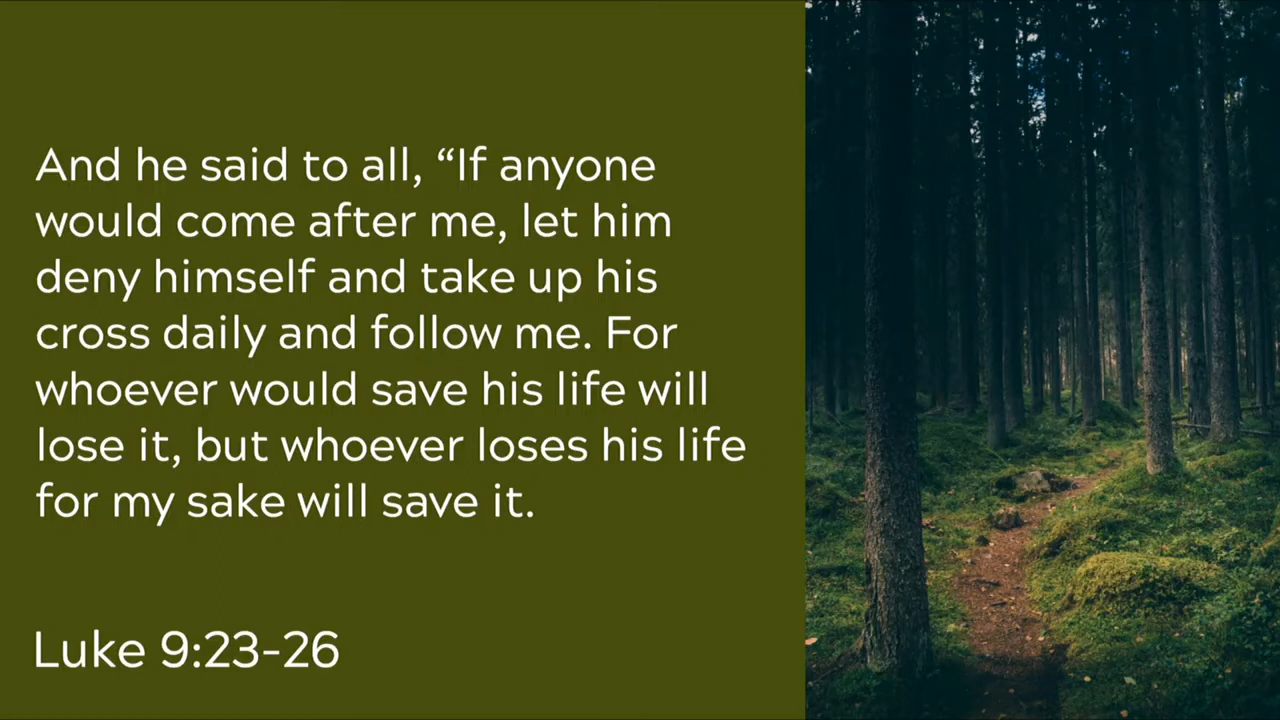 And he said to all, “If anyone
would come after me, let him
deny himself and take up his
cross daily and follow me. For
whoever would save his life will
lose it, but whoever loses his life
for my sake will save it.
Luke 9:23-26